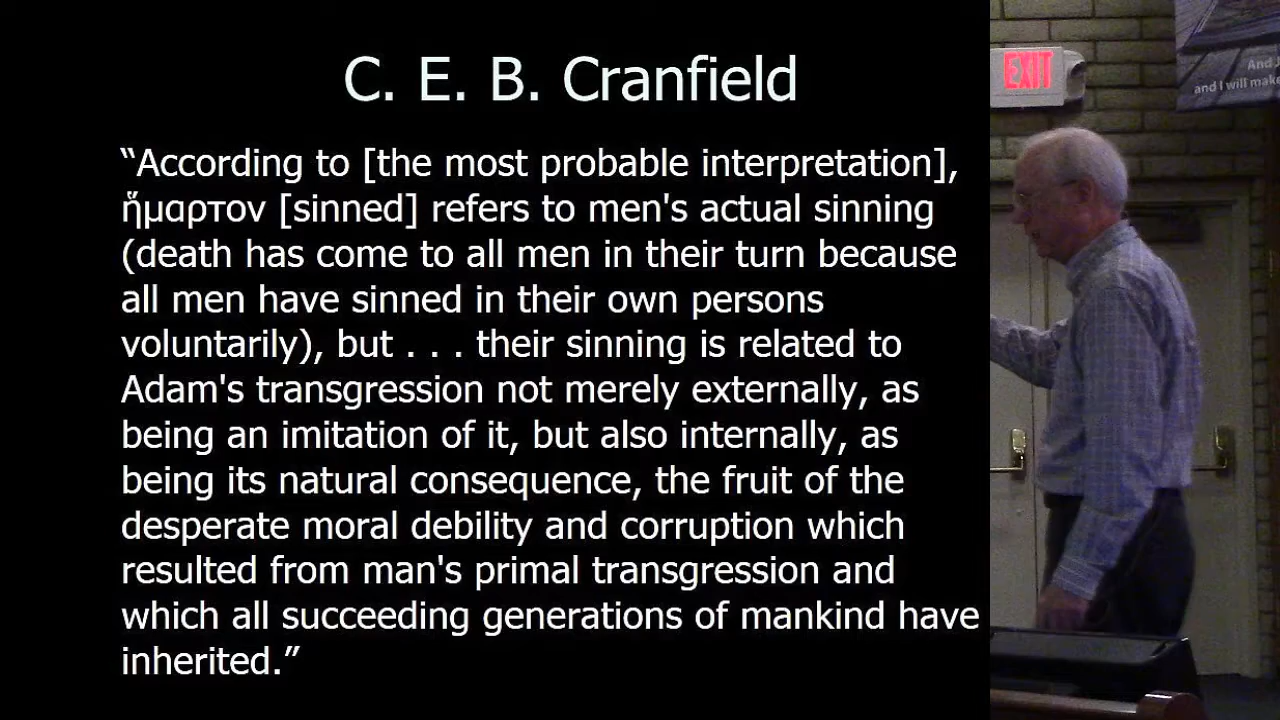 C. E. B. Cranfield
“According to [the most probable interpretation],
ἥμαρτον [sinned] refers to men's actual sinning
(death has come to all men in their turn because
all men have sinned in their own persons
voluntarily), but . . . their sinning is related to
Adam's transgression not merely externally, as
being an imitation of it, but also internally, as
being its natural consequence, the fruit of the
desperate moral debility and corruption which
resulted from man's primal transgression and
which all succeeding generations of mankind have
inherited.”
EXIT
And J
and I will make